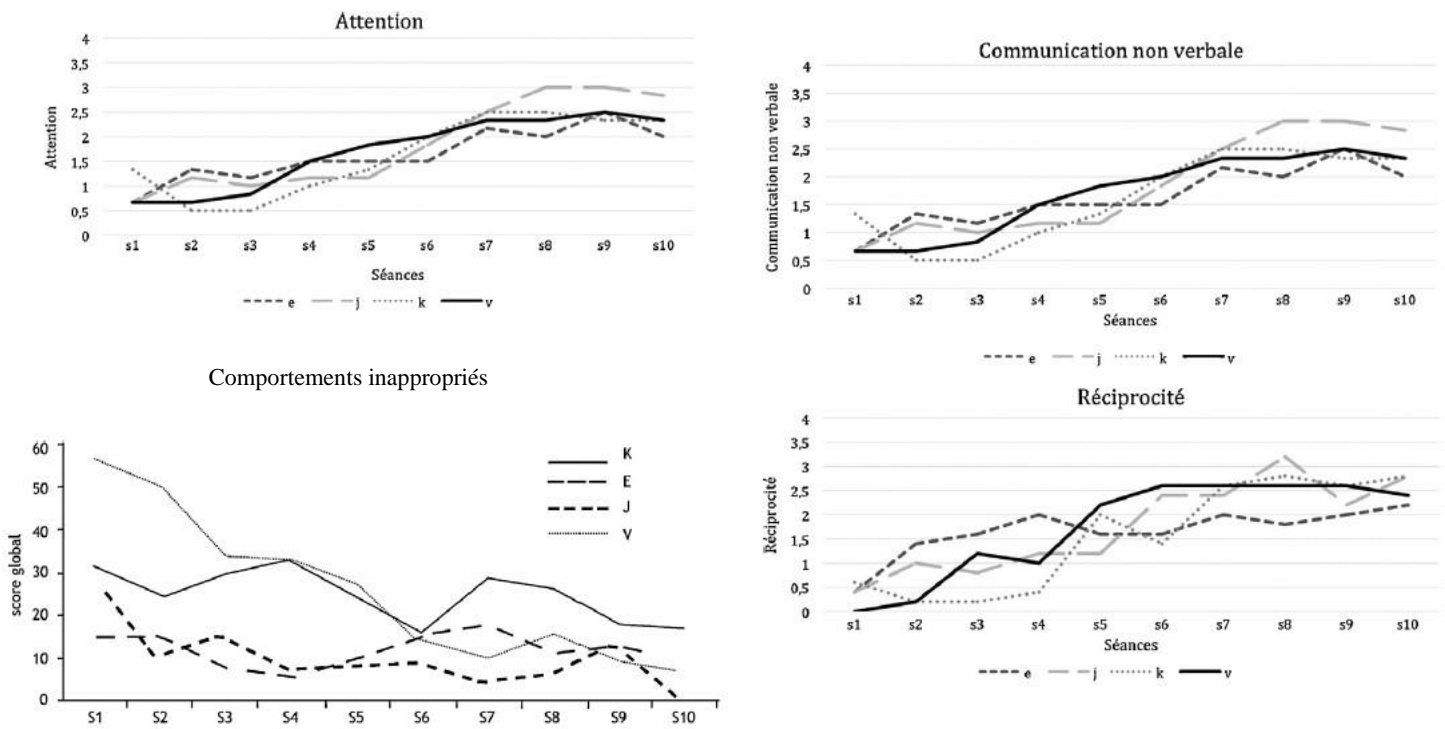 Attention
4
3,5
3
2,5
2
1,5
1
0,5
0
Attention
s1 s2 s3 s4 s5 s6 s7 s8 s9 s10
Séances
e j k v
Communication non verbale
4
3,5
3
2,5
2
1,5
1
0,5
0
Communication non verbale
s1 s2 s3 s4 s5 s6 s7 s8 s9 s10
Séances
e j k v
Comportements inappropriés
60
50
40
30
20
10
0
score global
K
E
J
V
S1 S2 S3 S4 S5 S6 S7 S8 S9 S10
Réciprocité
4
3,5
3
2,5
2
1,5
1
0,5
0
Réciprocité
s1 s2 s3 s4 s5 s6 s7 s8 s9 s10
Séances
e j k v